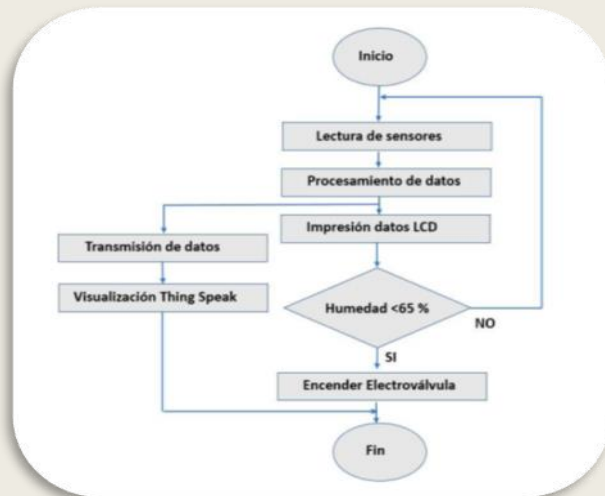 Inicio
Lectura de sensores
Procesamiento de datos
Impresión datos LCD
Transmisión de datos
Visualización Thing Speak
Humedad <65 %
NO
SI
Encender Electroválvula
Fin